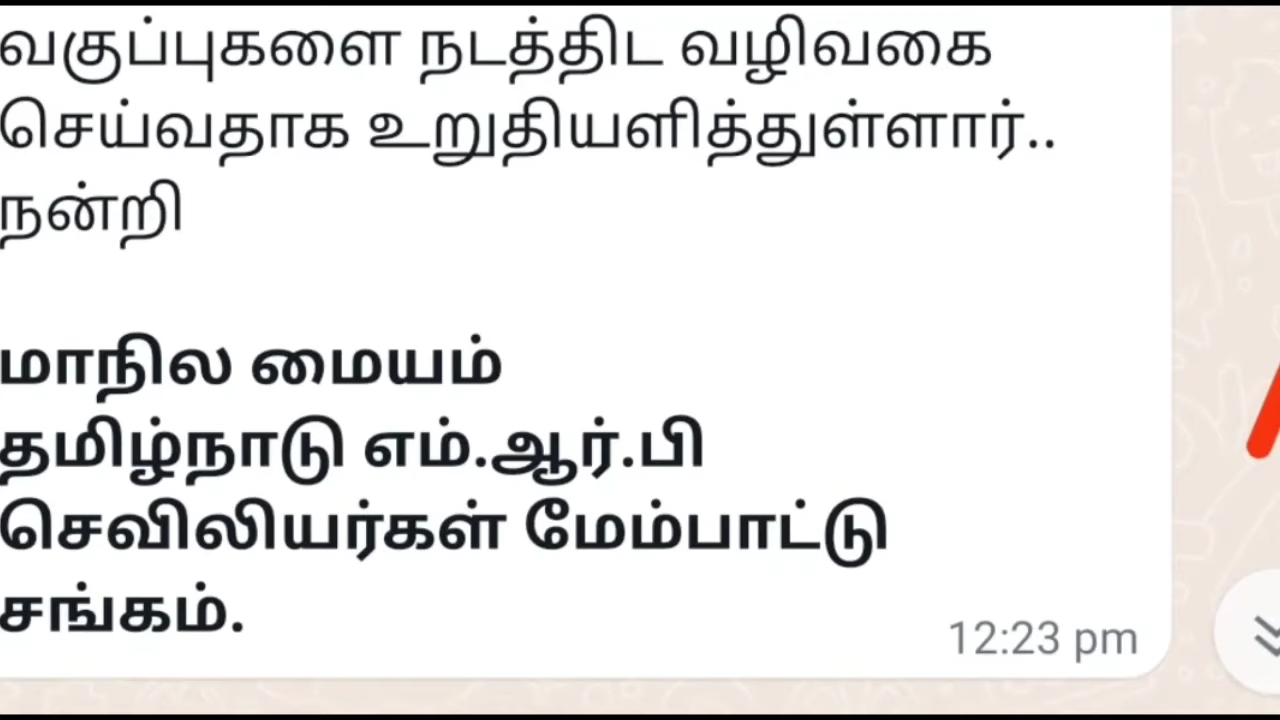 வகுப்புகளை நடத்திட வழிவகை
செய்வதாக உறுதியளித்துள்ளார்..
நன்றி
மாநில மையம்
தமிழ்நாடு எம்.ஆர்.பி
செவிலியர்கள் மேம்பாட்டு
சங்கம்.
12:23 pm